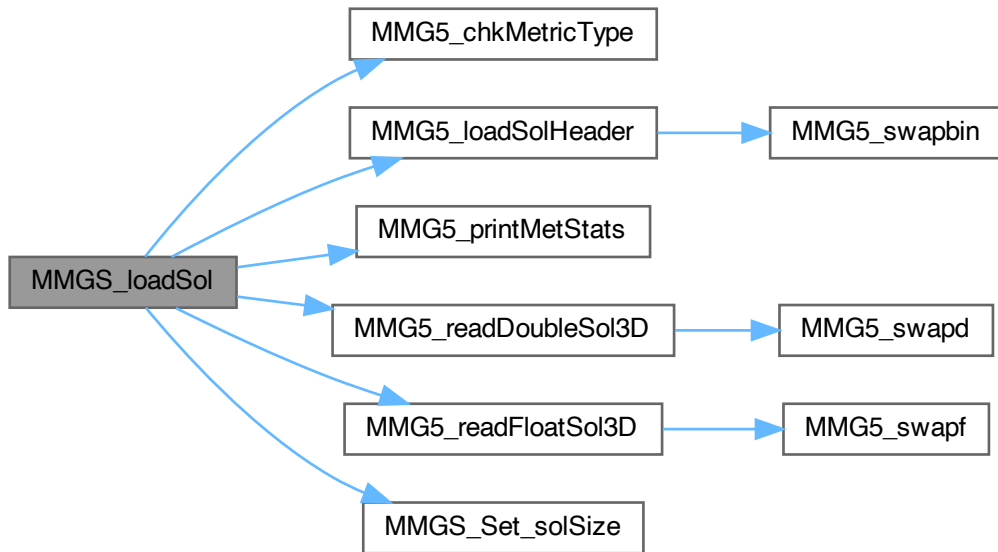 MMG5_chkMetricType
MMG5_loadSolHeader
MMG5_swapbin
MMG5_printMetStats
MMGS_loadSol
MMG5_readDoubleSol3D
MMG5_swapd
MMG5_readFloatSol3D
MMG5_swapf
MMGS_Set_solSize